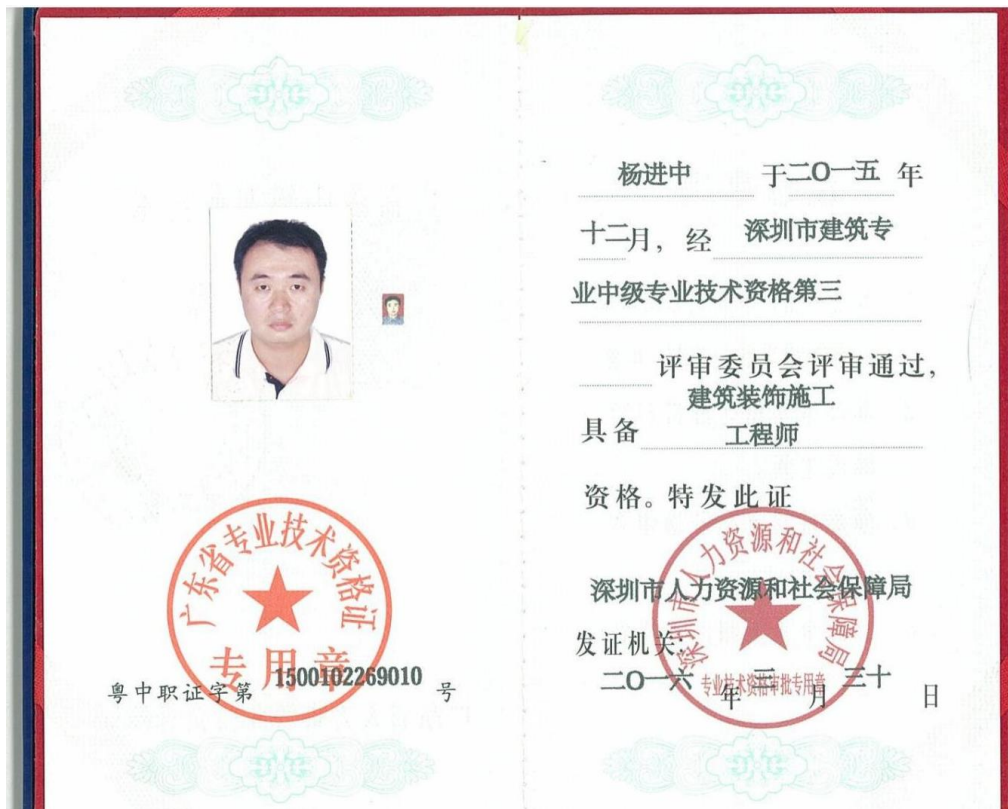 广东省专业技术资格证
专用章
粤中职证字第 1500102269010 号
杨进中 于二O一五 年
十二月，经 深圳市建筑专
业中级专业技术资格第三
评审委员会评审通过，
建筑装饰施工
具备 工程师
资格。特发此证
深圳市人力资源和社会保障局
深圳市人力资源和社会保障局
发证机关：
二O一六 年 三 月 三十 日
专业技术资格审批专用章